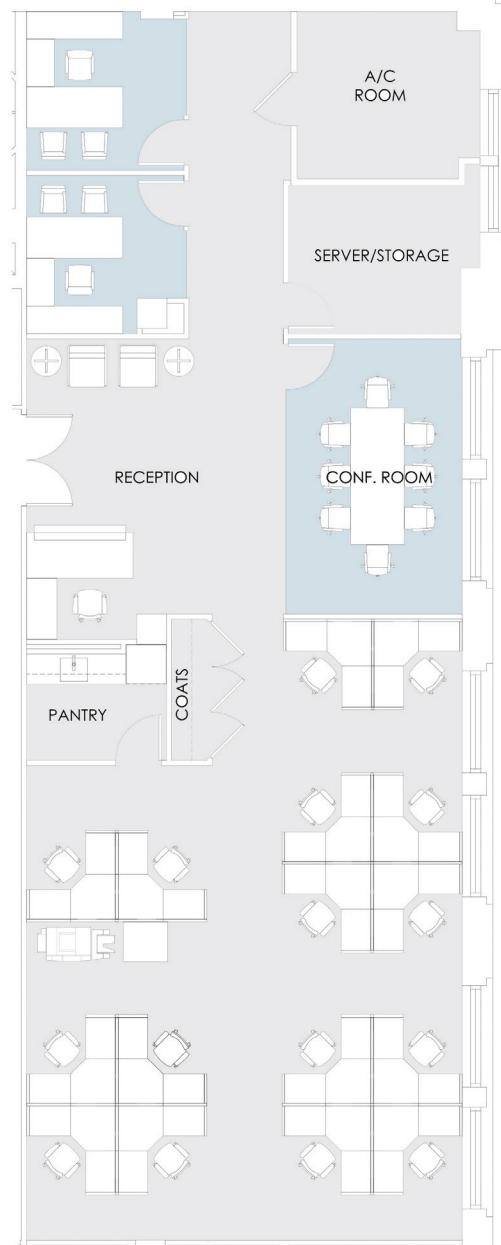 A/C
ROOM
SERVER/STORAGE
RECEPTION
CONF. ROOM
COATS
PANTRY